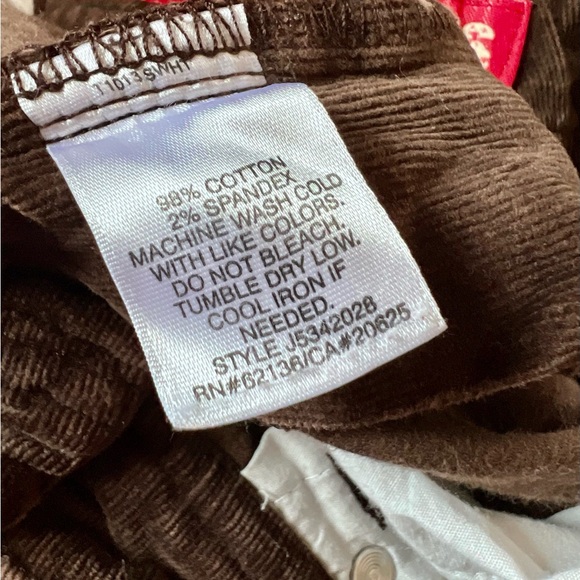 11013SWH1
98% COTTON
2% SPANDEX
MACHINE WASH COLD
WITH LIKE COLORS.
DO NOT BLEACH.
TUMBLE DRY LOW.
COOL IRON IF
NEEDED.
STYLE J5342028
RN#62136/CA#20625